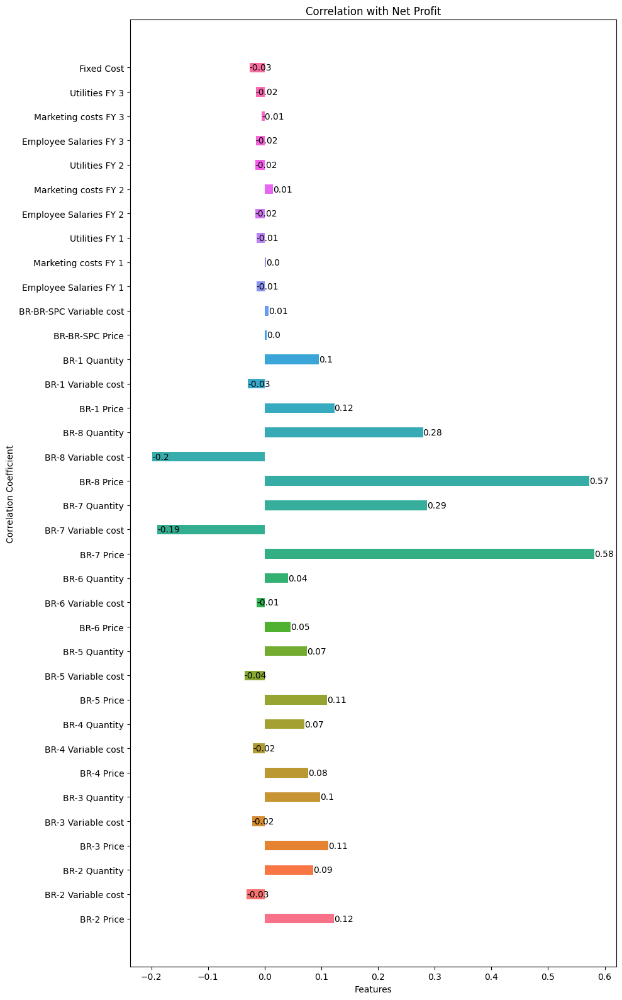 Correlation with Net Profit
Fixed Cost -0.03
Utilities FY 3 -0.02
Marketing costs FY 3 -0.01
Employee Salaries FY 3 -0.02
Utilities FY 2 -0.02
Marketing costs FY 2 0.01
Employee Salaries FY 2 -0.02
Utilities FY 1 -0.01
Marketing costs FY 1 0.0
Employee Salaries FY 1 -0.01
BR-BR-SPC Variable cost 0.01
BR-BR-SPC Price 0.0
BR-1 Quantity 0.1
BR-1 Variable cost -0.03
BR-1 Price 0.12
BR-8 Quantity 0.28
BR-8 Variable cost -0.2
BR-8 Price 0.57
BR-7 Quantity 0.29
BR-7 Variable cost -0.19
BR-7 Price 0.58
BR-6 Quantity 0.04
BR-6 Variable cost -0.01
BR-6 Price 0.05
BR-5 Quantity 0.07
BR-5 Variable cost -0.04
BR-5 Price 0.11
BR-4 Quantity 0.07
BR-4 Variable cost -0.02
BR-4 Price 0.08
BR-3 Quantity 0.1
BR-3 Variable cost -0.02
BR-3 Price 0.11
BR-2 Quantity 0.09
BR-2 Variable cost -0.03
BR-2 Price 0.12
Correlation Coefficient
−0.2 −0.1 0.0 0.1 0.2 0.3 0.4 0.5 0.6
Features